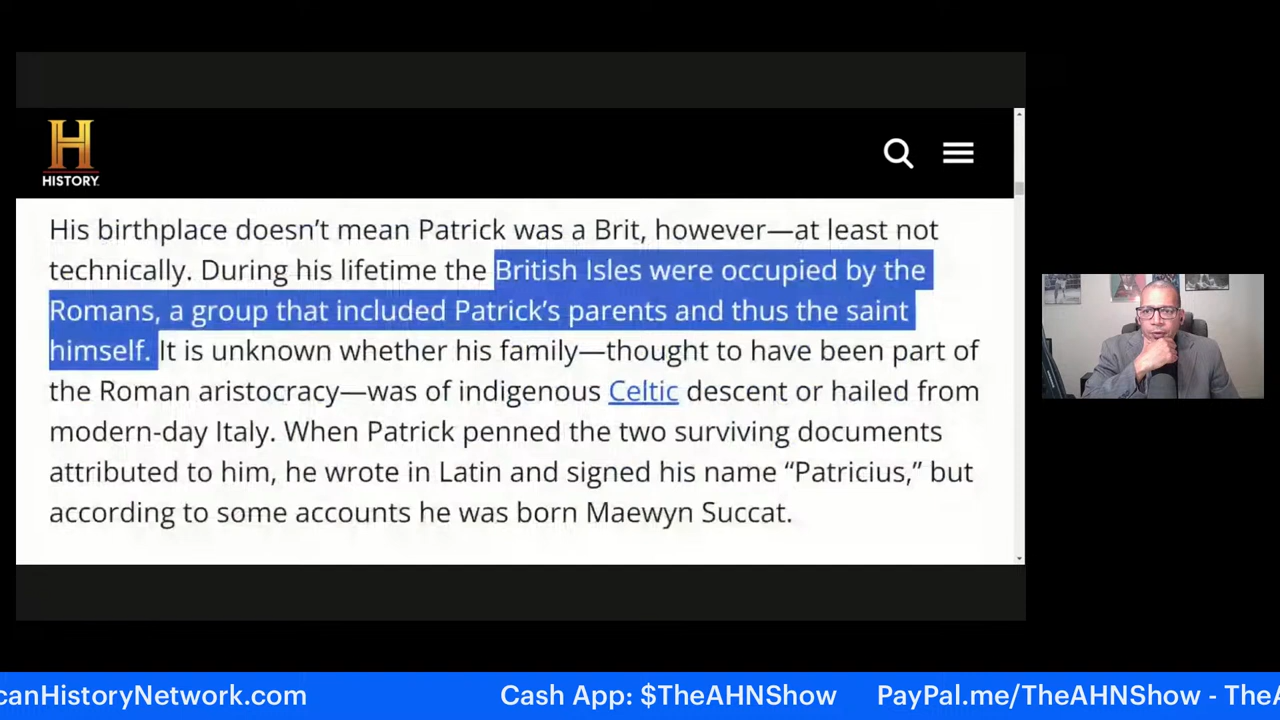 H
HISTORY.
His birthplace doesn’t mean Patrick was a Brit, however—at least not
technically. During his lifetime the British Isles were occupied by the
Romans, a group that included Patrick’s parents and thus the saint
himself. It is unknown whether his family—thought to have been part of
the Roman aristocracy—was of indigenous Celtic descent or hailed from
modern-day Italy. When Patrick penned the two surviving documents
attributed to him, he wrote in Latin and signed his name “Patricius,” but
according to some accounts he was born Maewyn Succat.
canHistoryNetwork.com Cash App: $TheAHNShow PayPal.me/TheAHNShow - TheA